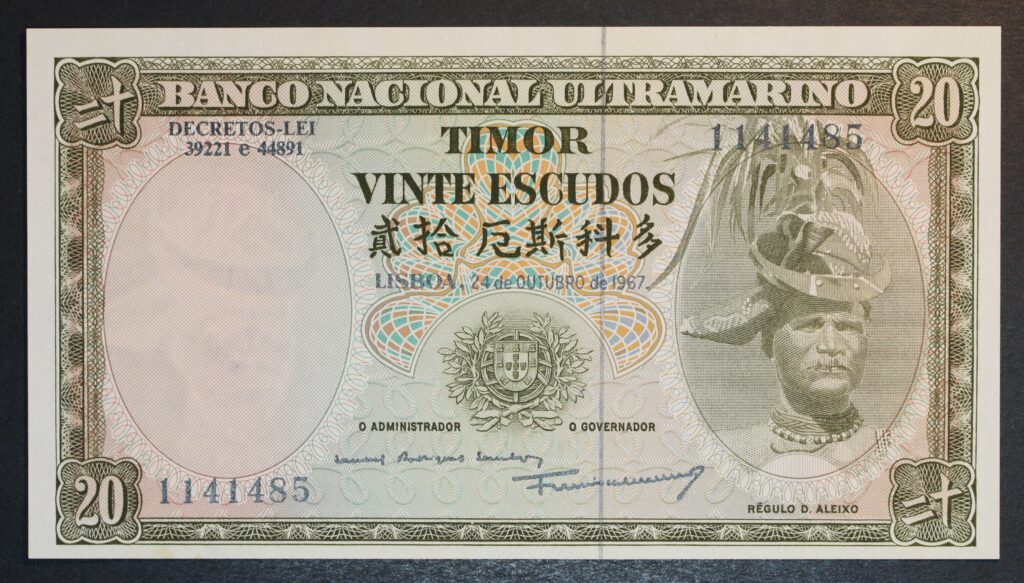 二十 BANCO NACIONAL ULTRAMARINO 20
DECRETOS-LEI
39221 e 44891
TIMOR
1141485
VINTE ESCUDOS
貳拾 厄斯科多
LISBOA, 24 de OUTUBRO de 1967
O ADMINISTRADOR O GOVERNADOR
20 1141485
RÉGULO D. ALEIXO
二十